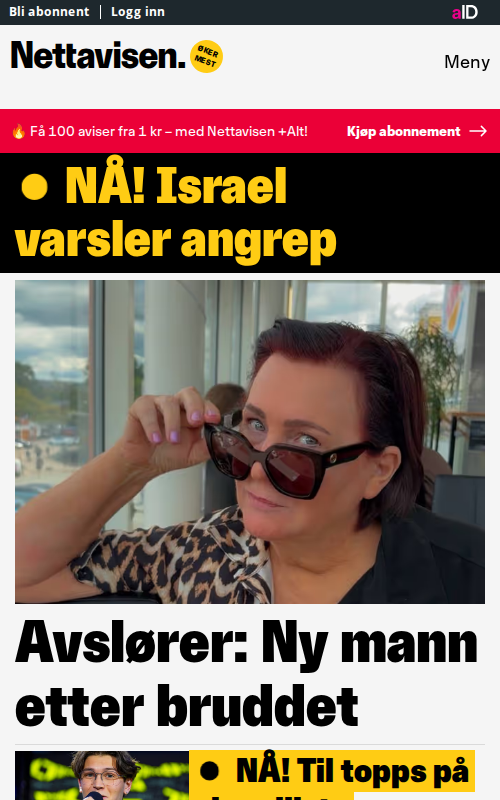 Bli abonnent | Logg inn
aID
Nettavisen.
ØKER
MEST
Meny
🔥 Få 100 aviser fra 1 kr – med Nettavisen +Alt!
Kjøp abonnement →
● NÅ! Israel
varsler angrep
Avslører: Ny mann
etter bruddet
● NÅ! Til topps på